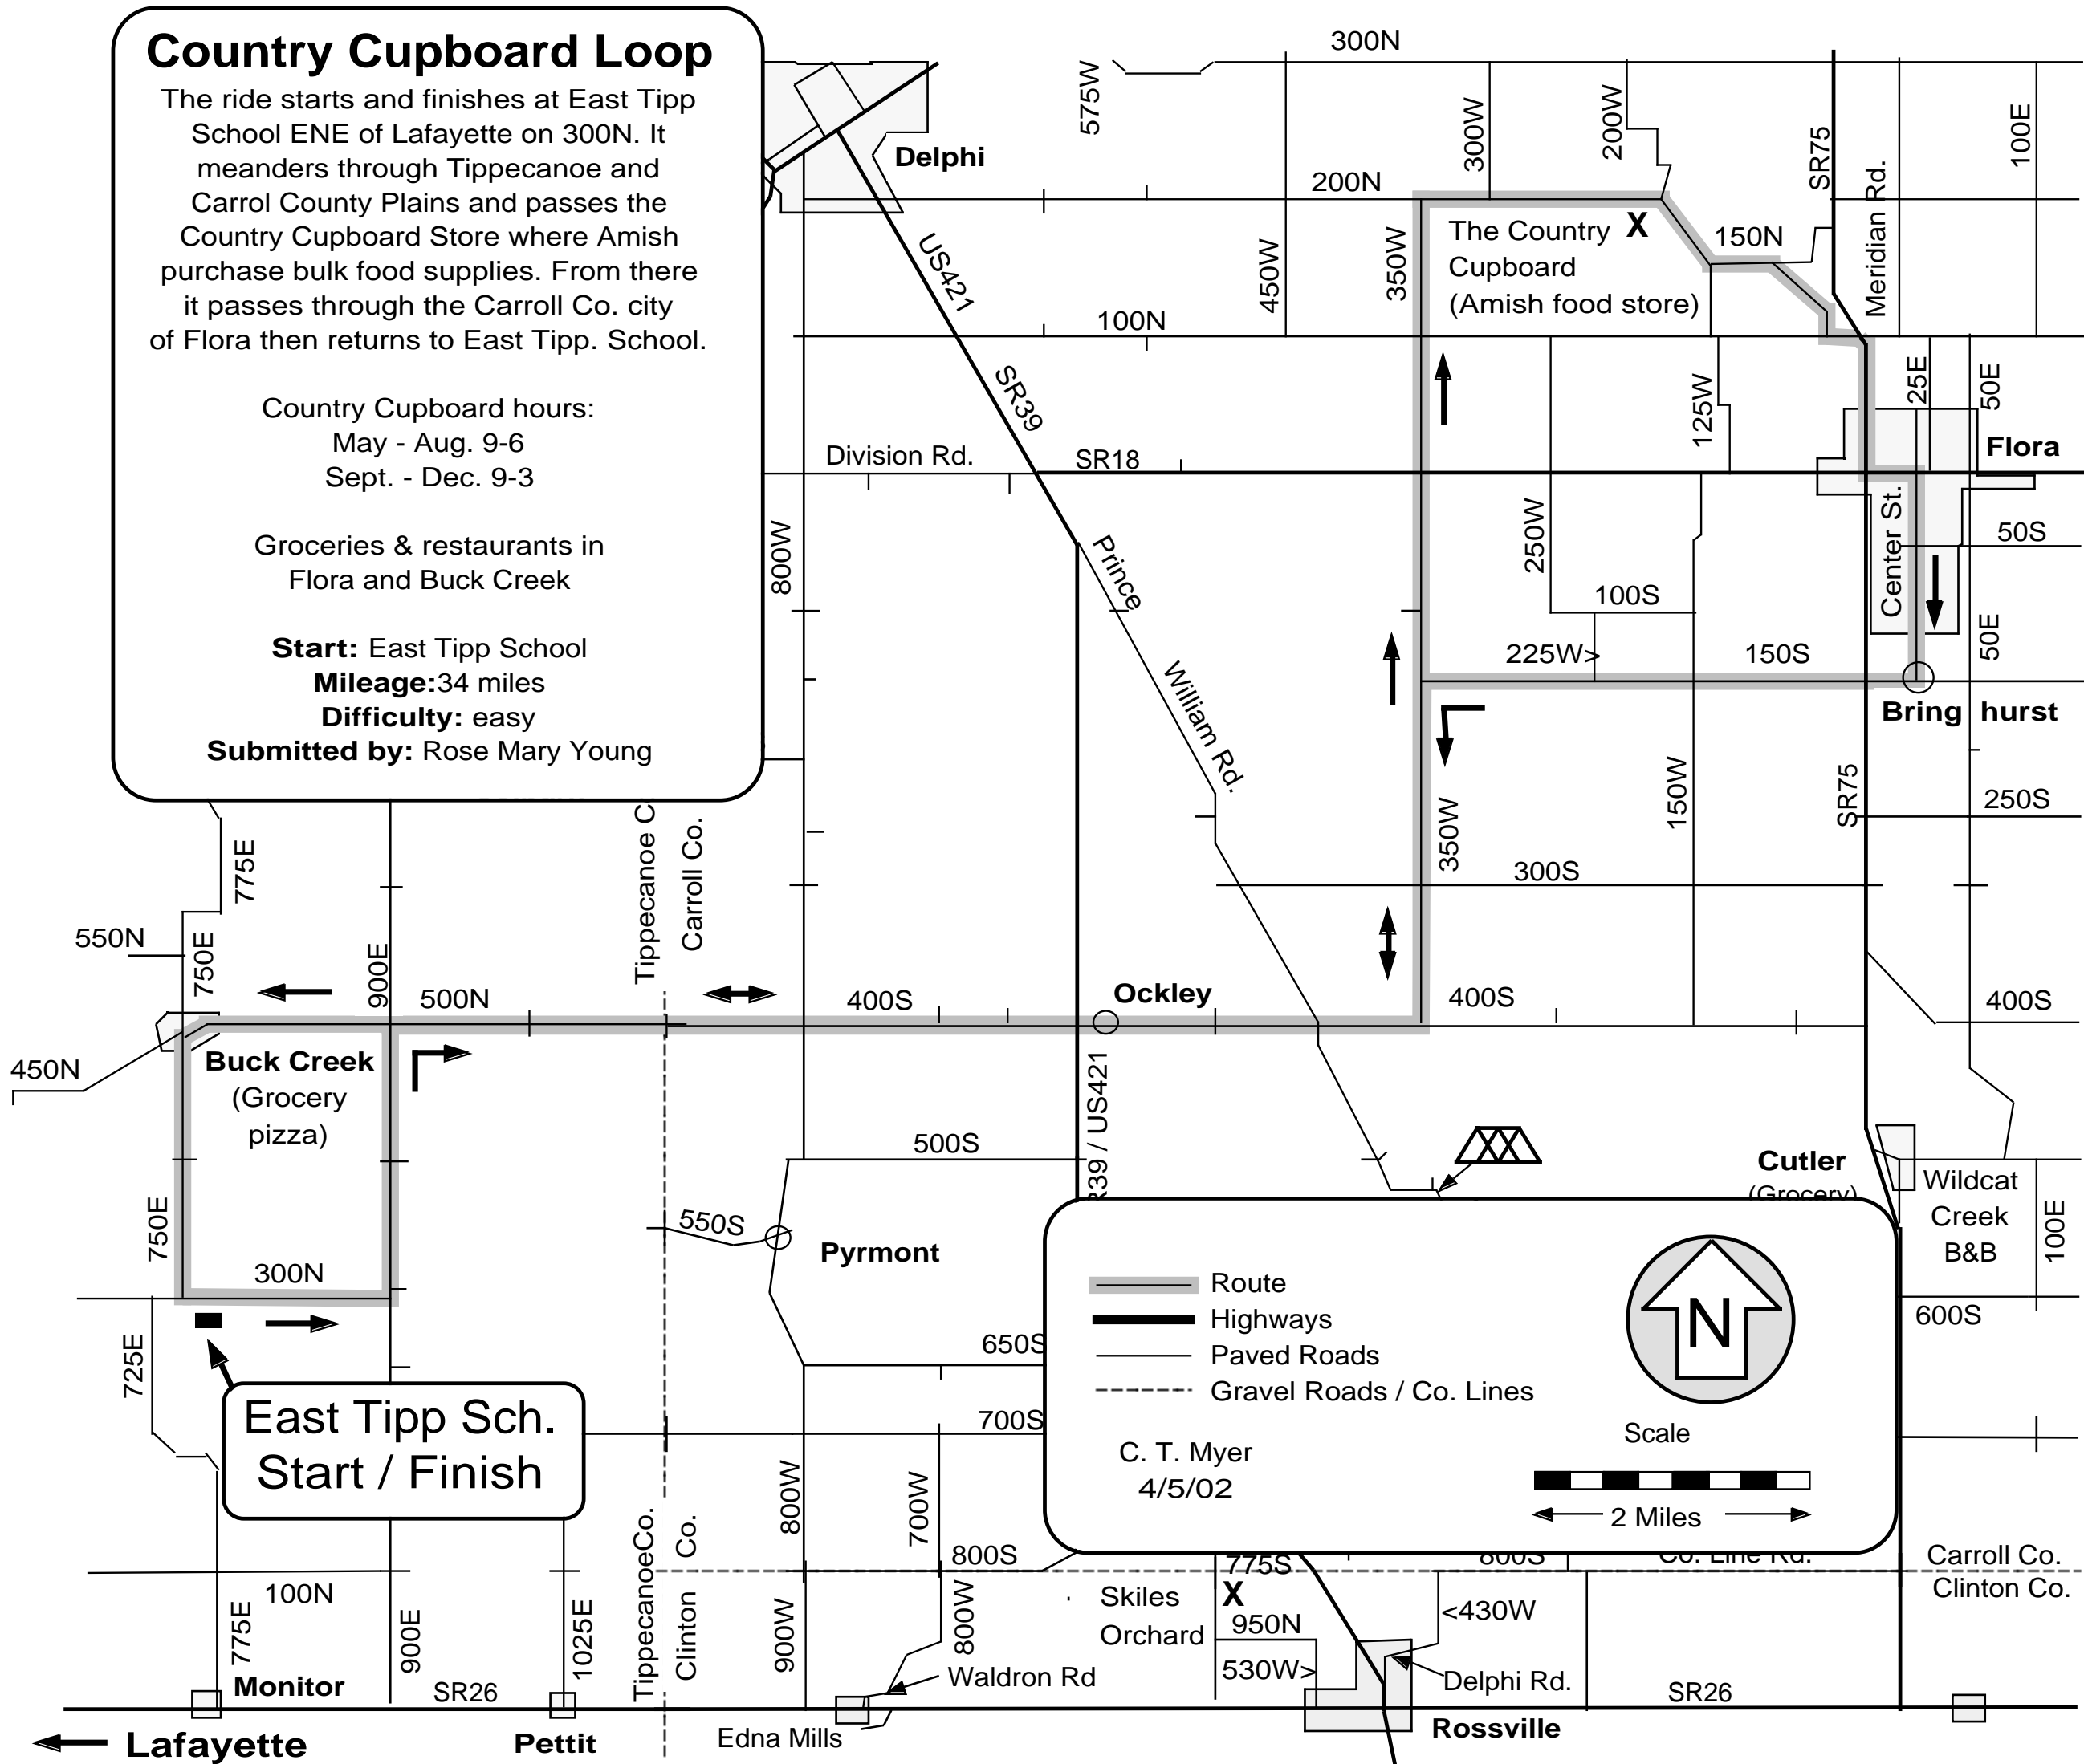 Country Cupboard Loop
The ride starts and finishes at East Tipp
School ENE of Lafayette on 300N. It
meanders through Tippecanoe and
Carrol County Plains and passes the
Country Cupboard Store where Amish
purchase bulk food supplies. From there
it passes through the Carroll Co. city
of Flora then returns to East Tipp. School.
Country Cupboard hours:
May - Aug. 9-6
Sept. - Dec. 9-3
Groceries & restaurants in
Flora and Buck Creek
Start: East Tipp School
Mileage:34 miles
Difficulty: easy
Submitted by: Rose Mary Young
300N
575W
300W
200W
SR75
Meridian Rd.
100E
Delphi
200N
US421
450W
350W
The Country X
Cupboard
(Amish food store)
150N
100N
SR39
125W
25E
50E
Flora
Division Rd.
SR18
800W
Prince
William Rd.
250W
Center St.
50S
100S
225W>
150S
50E
Bring hurst
350W
150W
SR75
250S
300S
775E
Tippecanoe C
Carroll Co.
550N
750E
900E
500N
400S
Ockley
400S
400S
450N
Buck Creek
(Grocery
pizza)
R39 / US421
500S
Cutler
(Grocery)
Wildcat
Creek
B&B
100E
750E
550S
Pyrmont
300N
600S
725E
650S
East Tipp Sch.
Start / Finish
700S
Route
Highways
Paved Roads
Gravel Roads / Co. Lines
N
C. T. Myer
4/5/02
Scale
2 Miles
800W
700W
TippecanoeCo.
Clinton Co.
800S
775S
800S
Co. Line Rd.
Carroll Co.
Clinton Co.
100N
775E
900E
1025E
900W
800W
Skiles X
Orchard
950N
<430W
530W>
Delphi Rd.
Waldron Rd
Monitor
SR26
SR26
Lafayette
Pettit
Edna Mills
Rossville